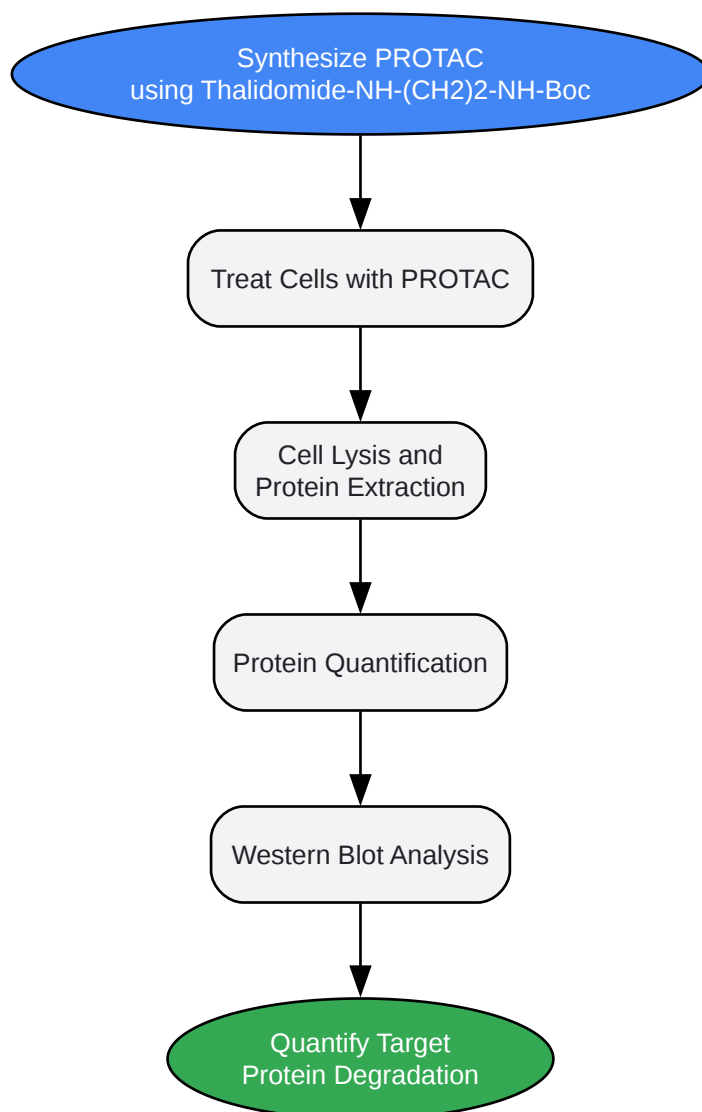 Synthesize PROTAC
using Thalidomide-NH-(CH2)2-NH-Boc
Treat Cells with PROTAC
Cell Lysis and
Protein Extraction
Protein Quantification
Western Blot Analysis
Quantify Target
Protein Degradation